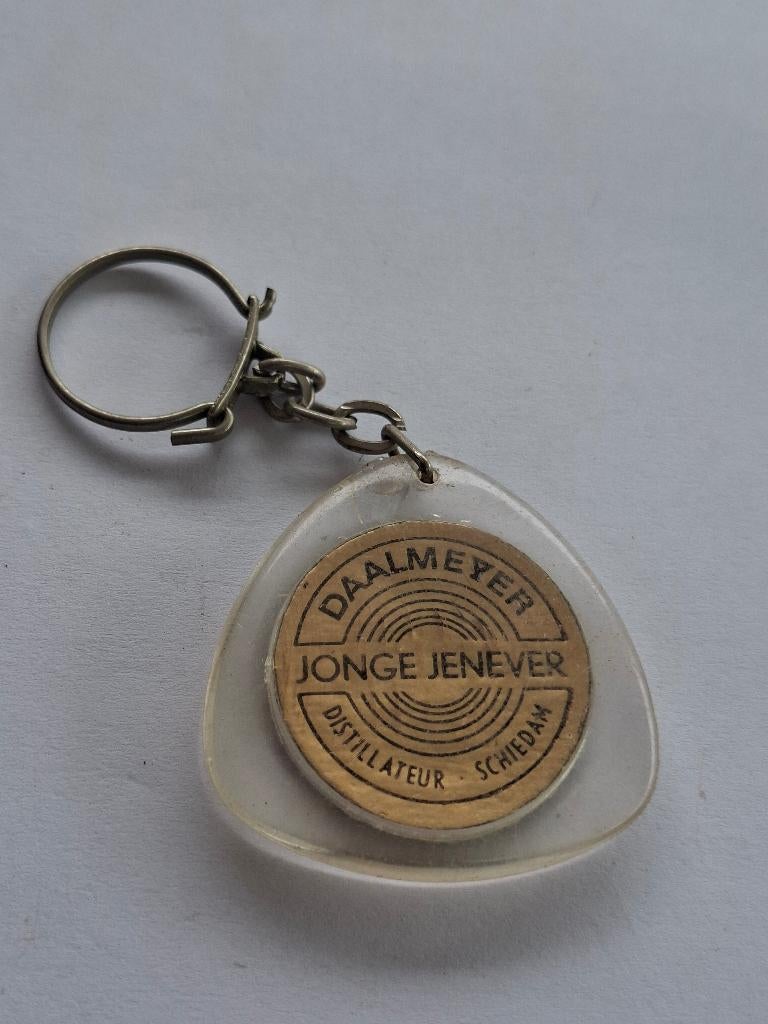 DAALMEYER
JONGE JENEVER
DISTILLATEUR · SCHIEDAM